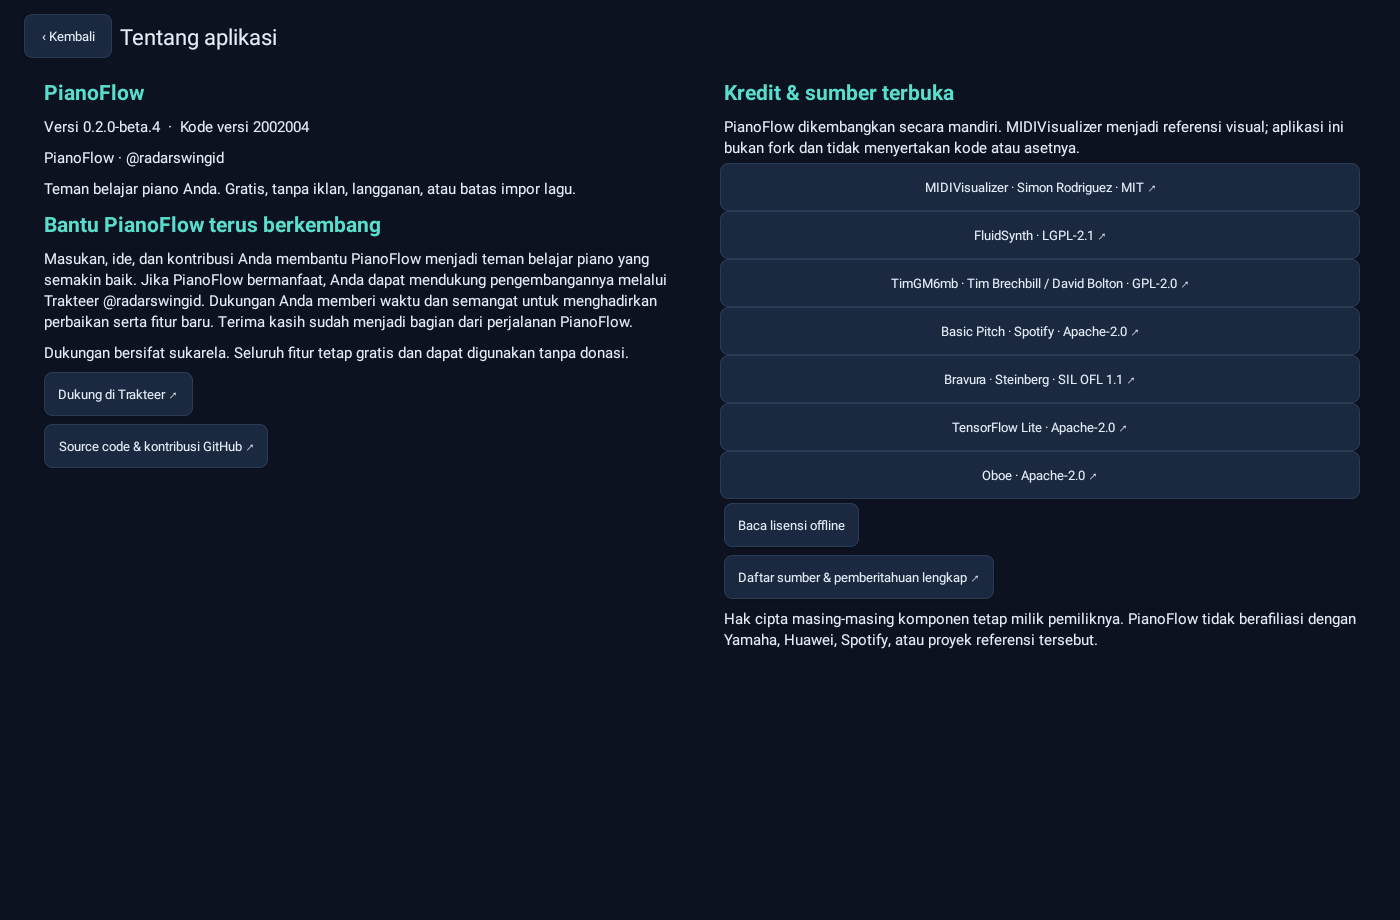 ‹ Kembali
Tentang aplikasi
PianoFlow
Versi 0.2.0-beta.4 · Kode versi 2002004
PianoFlow · @radarswingid
Teman belajar piano Anda. Gratis, tanpa iklan, langganan, atau batas impor lagu.
Bantu PianoFlow terus berkembang
Masukan, ide, dan kontribusi Anda membantu PianoFlow menjadi teman belajar piano yang
semakin baik. Jika PianoFlow bermanfaat, Anda dapat mendukung pengembangannya melalui
Trakteer @radarswingid. Dukungan Anda memberi waktu dan semangat untuk menghadirkan
perbaikan serta fitur baru. Terima kasih sudah menjadi bagian dari perjalanan PianoFlow.
Dukungan bersifat sukarela. Seluruh fitur tetap gratis dan dapat digunakan tanpa donasi.
Dukung di Trakteer ↗
Source code & kontribusi GitHub ↗
Kredit & sumber terbuka
PianoFlow dikembangkan secara mandiri. MIDIVisualizer menjadi referensi visual; aplikasi ini
bukan fork dan tidak menyertakan kode atau asetnya.
MIDIVisualizer · Simon Rodriguez · MIT ↗
FluidSynth · LGPL-2.1 ↗
TimGM6mb · Tim Brechbill / David Bolton · GPL-2.0 ↗
Basic Pitch · Spotify · Apache-2.0 ↗
Bravura · Steinberg · SIL OFL 1.1 ↗
TensorFlow Lite · Apache-2.0 ↗
Oboe · Apache-2.0 ↗
Baca lisensi offline
Daftar sumber & pemberitahuan lengkap ↗
Hak cipta masing-masing komponen tetap milik pemiliknya. PianoFlow tidak berafiliasi dengan
Yamaha, Huawei, Spotify, atau proyek referensi tersebut.